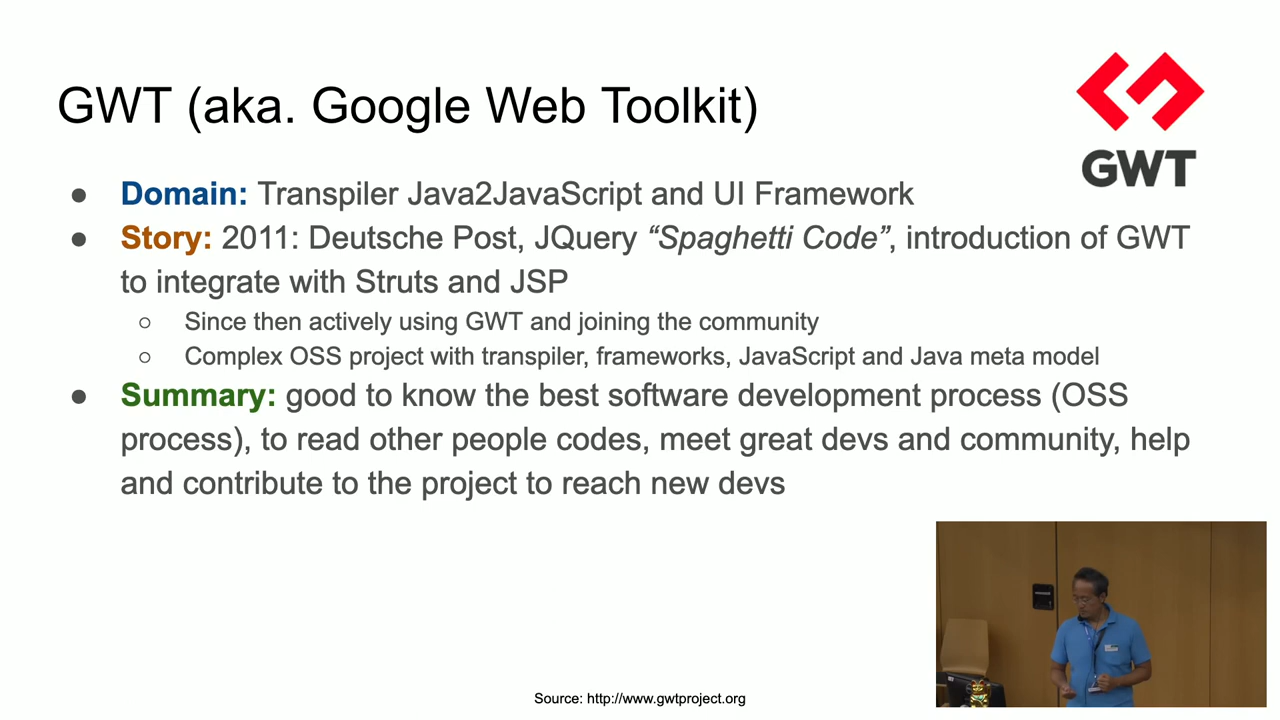 GWT (aka. Google Web Toolkit)
GWT
● Domain: Transpiler Java2JavaScript and UI Framework
● Story: 2011: Deutsche Post, JQuery “Spaghetti Code”, introduction of GWT
to integrate with Struts and JSP
○ Since then actively using GWT and joining the community
○ Complex OSS project with transpiler, frameworks, JavaScript and Java meta model
● Summary: good to know the best software development process (OSS
process), to read other people codes, meet great devs and community, help
and contribute to the project to reach new devs
Source: http://www.gwtproject.org